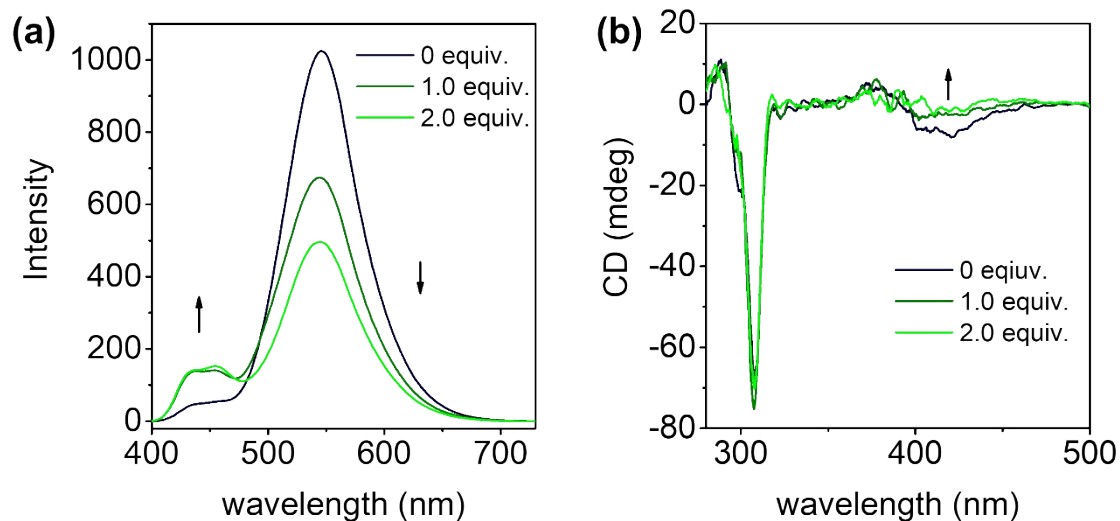 (a)
1000
800
600
400
200
0
Intensity
0 equiv.
1.0 equiv.
2.0 equiv.
400
500
600
700
wavelength (nm)
(b)
20
0
-20
-40
-60
-80
CD (mdeg)
0 eqiuv.
1.0 equiv.
2.0 equiv.
300
400
500
wavelength (nm)